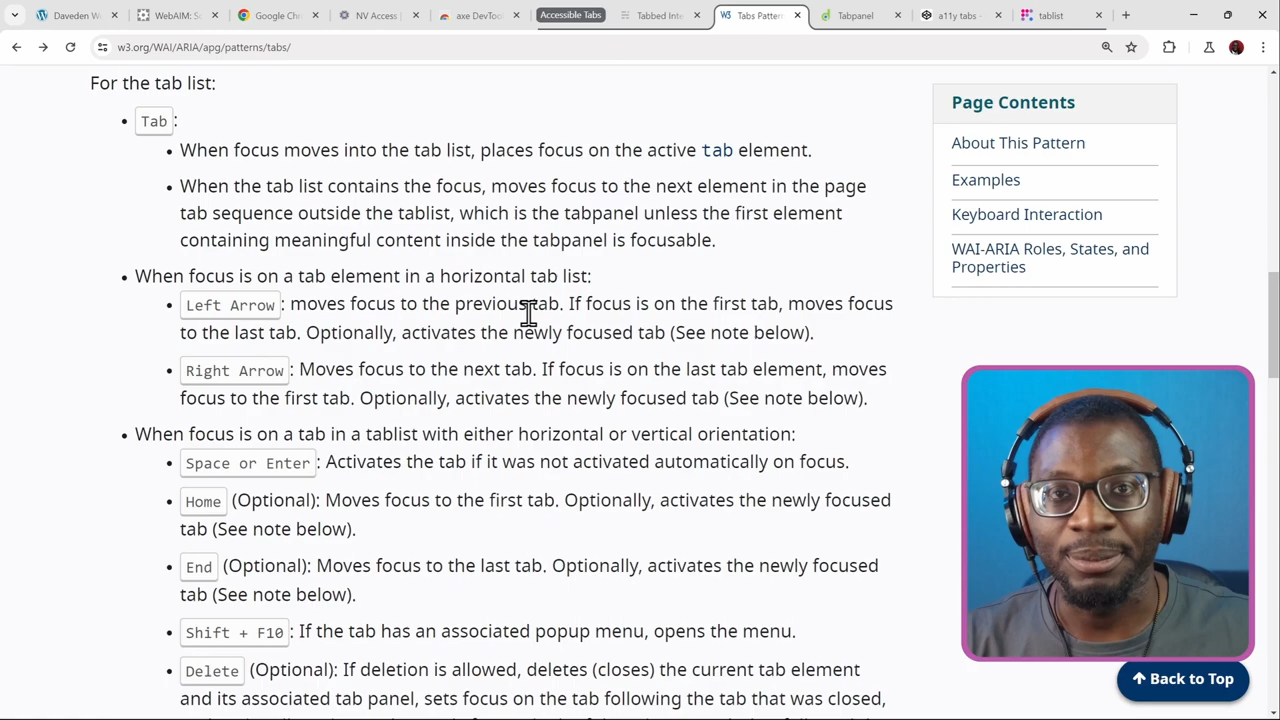 Daveden W
WebAIM: Sc
Google Chr
NV Access |
axe DevToo
Accessible Tabs
Tabbed Inte
Tabs Pattern
Tabpanel
a11y tabs -
tablist
w3.org/WAI/ARIA/apg/patterns/tabs/
For the tab list:
Tab:
When focus moves into the tab list, places focus on the active tab element.
When the tab list contains the focus, moves focus to the next element in the page
tab sequence outside the tablist, which is the tabpanel unless the first element
containing meaningful content inside the tabpanel is focusable.
When focus is on a tab element in a horizontal tab list:
Left Arrow: moves focus to the previous tab. If focus is on the first tab, moves focus
to the last tab. Optionally, activates the newly focused tab (See note below).
Right Arrow: Moves focus to the next tab. If focus is on the last tab element, moves
focus to the first tab. Optionally, activates the newly focused tab (See note below).
When focus is on a tab in a tablist with either horizontal or vertical orientation:
Space or Enter: Activates the tab if it was not activated automatically on focus.
Home (Optional): Moves focus to the first tab. Optionally, activates the newly focused
tab (See note below).
End (Optional): Moves focus to the last tab. Optionally, activates the newly focused
tab (See note below).
Shift + F10: If the tab has an associated popup menu, opens the menu.
Delete (Optional): If deletion is allowed, deletes (closes) the current tab element
and its associated tab panel, sets focus on the tab following the tab that was closed,
Page Contents
About This Pattern
Examples
Keyboard Interaction
WAI-ARIA Roles, States, and
Properties
Back to Top